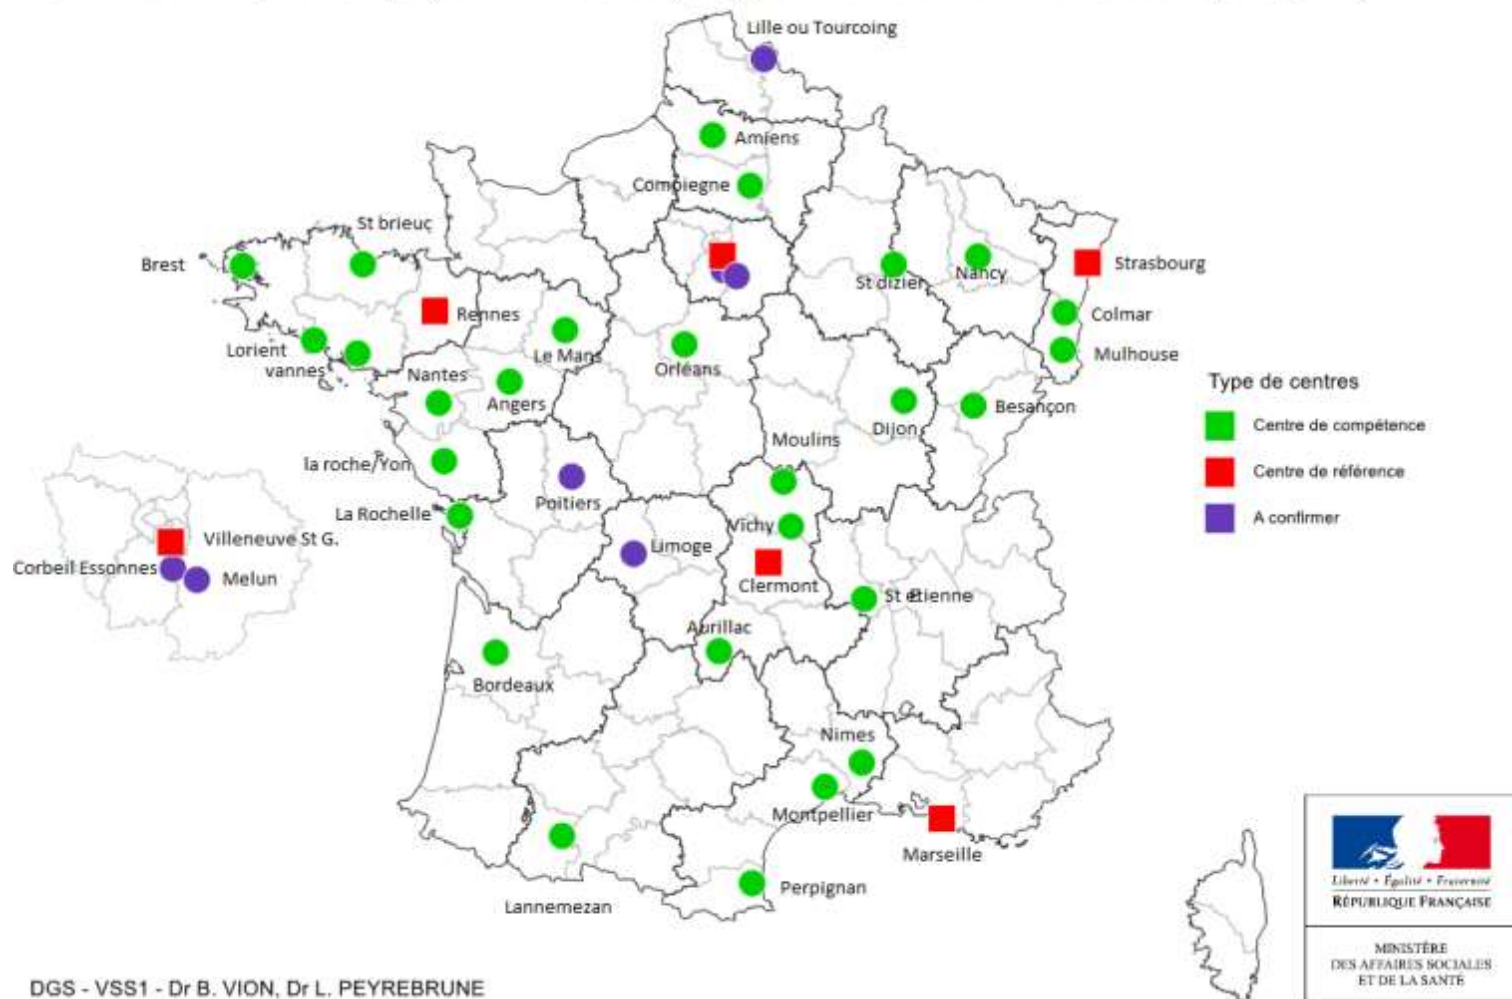 Lille ou Tourcoing
Amiens
Compiegne
St brieuc
Brest
Rennes
Lorient
vannes
Le Mans
Nantes
Angers
Orléans
St dizier
Nancy
Strasbourg
Colmar
Mulhouse
Besançon
Dijon
Moulins
la roche/Yon
Poitiers
La Rochelle
Vichy
Limoge
Clermont
St etienne
Aurillac
Bordeaux
Nimes
Montpellier
Marseille
Lannemezan
Perpignan
Villeneuve St G.
Corbeil Essonnes
Melun
Type de centres
Centre de compétence
Centre de référence
A confirmer
Liberté • Égalité • Fraternité
RÉPUBLIQUE FRANÇAISE
MINISTÈRE
DES AFFAIRES SOCIALES
ET DE LA SANTÉ
DGS - VSS1 - Dr B. VION, Dr L. PEYREBRUNE